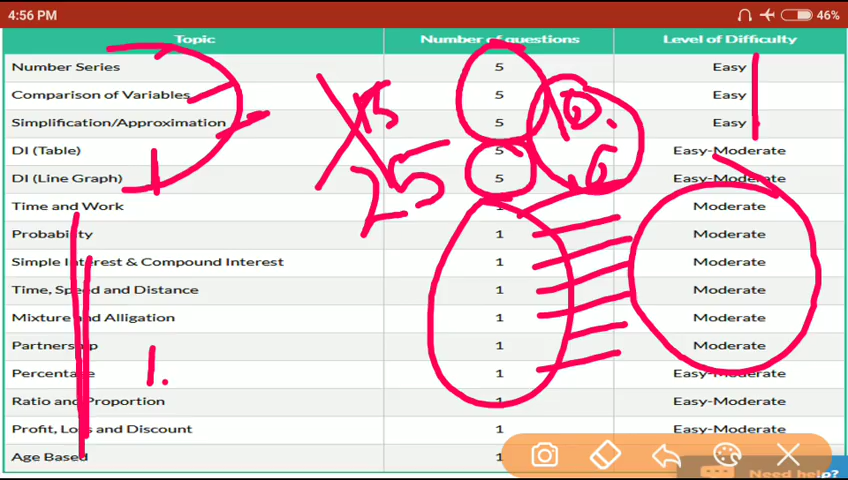 4:56 PM 46%
Topic Number of questions Level of Difficulty
Number Series 5 Easy
Comparison of Variables 5 Easy
Simplification/Approximation 5 Easy
DI (Table) 5 Easy-Moderate
DI (Line Graph) 5 Easy-Moderate
Time and Work 1 Moderate
Probability 1 Moderate
Simple Interest & Compound Interest 1 Moderate
Time, Speed and Distance 1 Moderate
Mixture and Alligation 1 Moderate
Partnership 1 Moderate
Percentage 1 Easy-Moderate
Ratio and Proportion 1 Easy-Moderate
Profit, Loss and Discount 1 Easy-Moderate
Age Based 1
Need help?
15
25